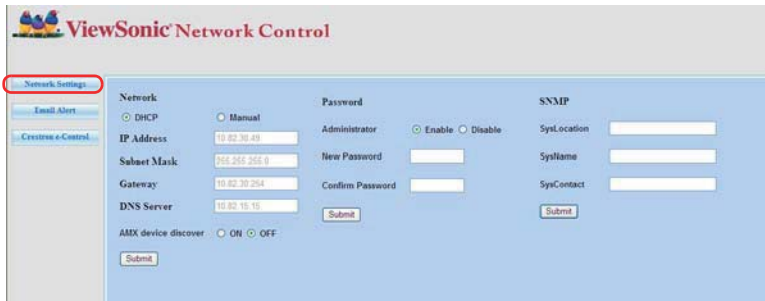 ViewSonic® Network Control
Network Settings
Email Alert
Crestron e-Control
Network
DHCP Manual
IP Address 10.82.30.49
Subnet Mask 255.255.255.0
Gateway 10.82.30.254
DNS Server 10.82.15.15
AMX device discover ON OFF
Submit
Password
Administrator Enable Disable
New Password
Confirm Password
Submit
SNMP
SysLocation
SysName
SysContact
Submit